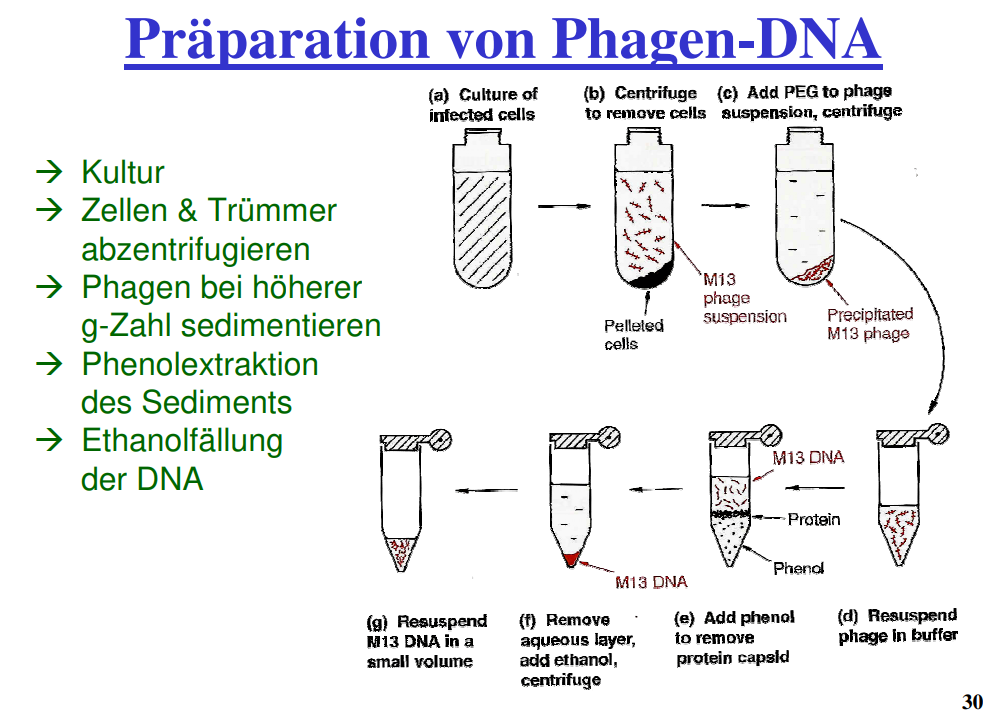 Präparation von Phagen-DNA
→ Kultur
→ Zellen & Trümmer
abzentrifugieren
→ Phagen bei höherer
g-Zahl sedimentieren
→ Phenolextraktion
des Sediments
→ Ethanolfällung
der DNA
(a) Culture of
infected cells
(b) Centrifuge
to remove cells
(c) Add PEG to phage
suspension, centrifuge
Pelleted
cells
M13
phage
suspension
Precipitated
M13 phage
M13 DNA
Protein
Phenol
M13 DNA
(g) Resuspend
M13 DNA in a
small volume
(f) Remove
aqueous layer,
add ethanol,
centrifuge
(e) Add phenol
to remove
protein capsid
(d) Resuspend
phage in buffer
30